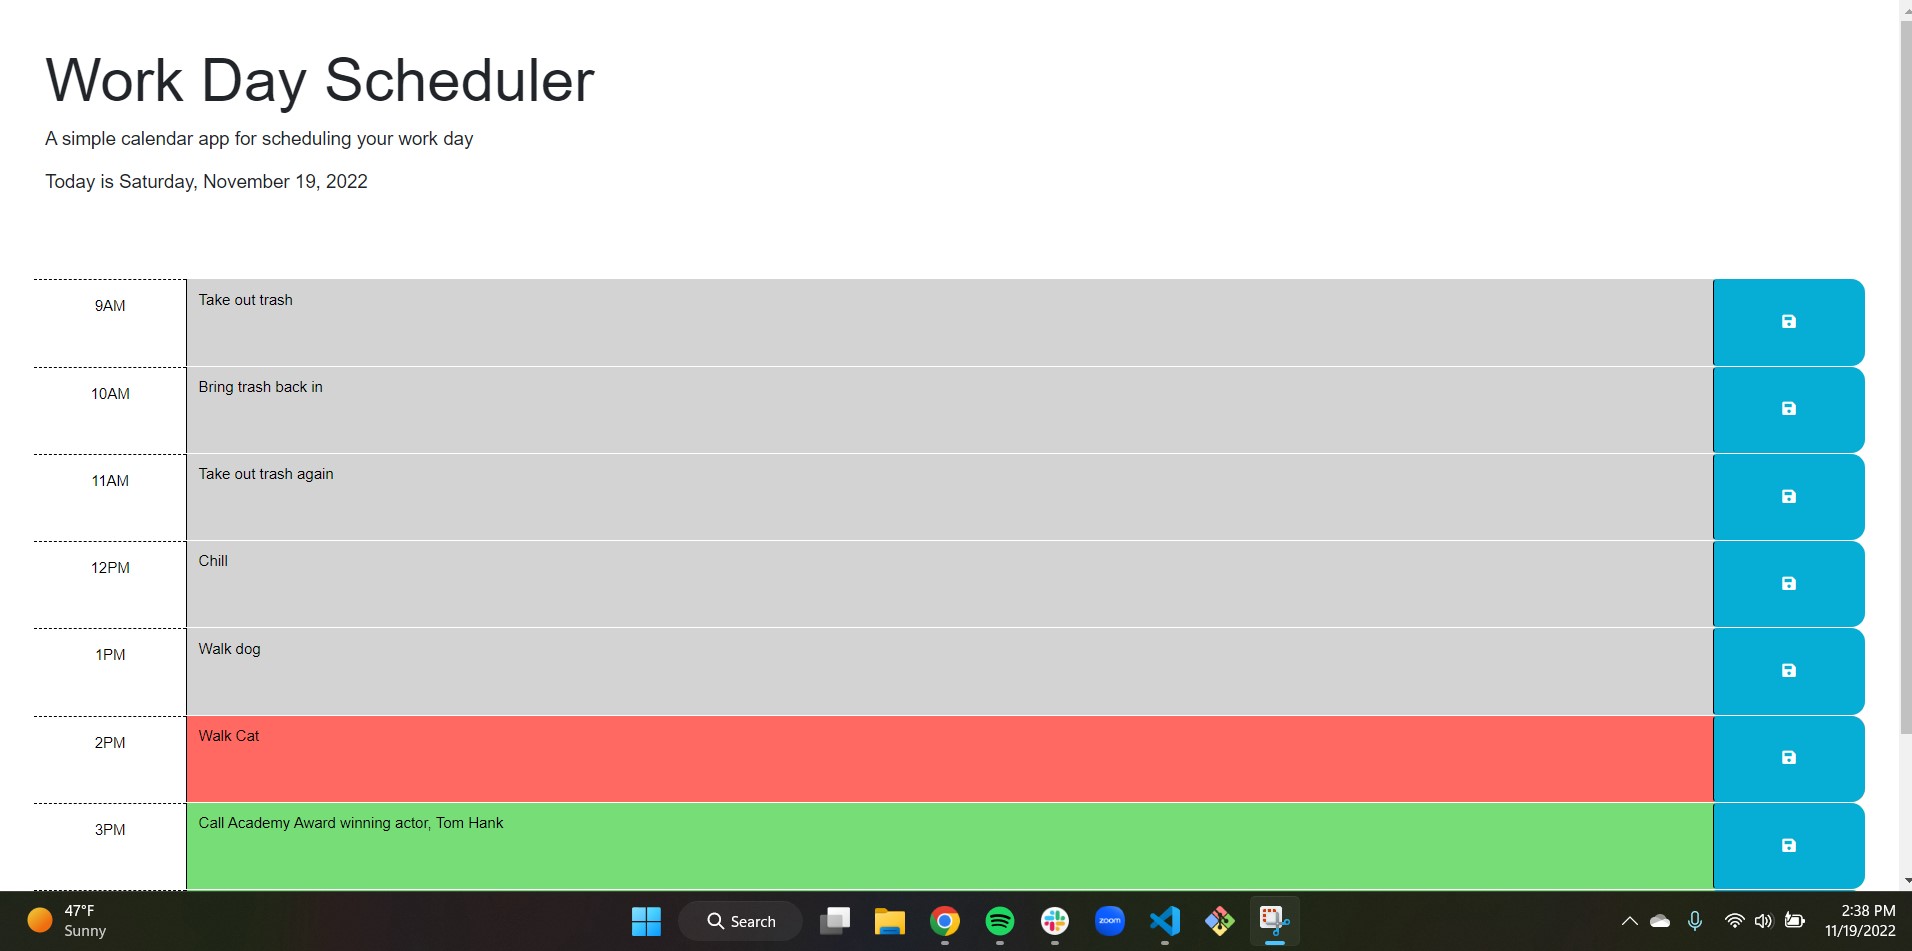 Work Day Scheduler
A simple calendar app for scheduling your work day
Today is Saturday, November 19, 2022
9AM
Take out trash
10AM
Bring trash back in
11AM
Take out trash again
12PM
Chill
1PM
Walk dog
2PM
Walk Cat
3PM
Call Academy Award winning actor, Tom Hank
47°F
Sunny
Search
zoom
2:38 PM
11/19/2022